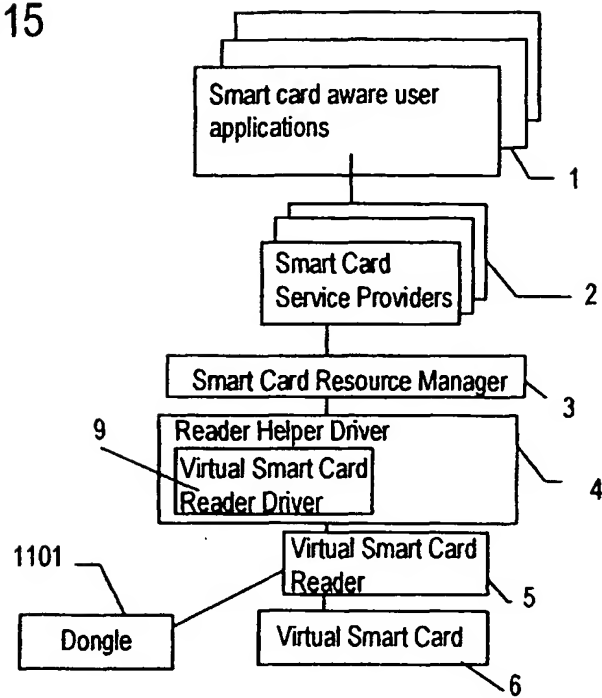 15
Smart card aware user
applications
1
Smart Card
Service Providers
2
Smart Card Resource Manager
3
9
Reader Helper Driver
Virtual Smart Card
Reader Driver
4
1101
Virtual Smart Card
Reader
5
Dongle
Virtual Smart Card
6